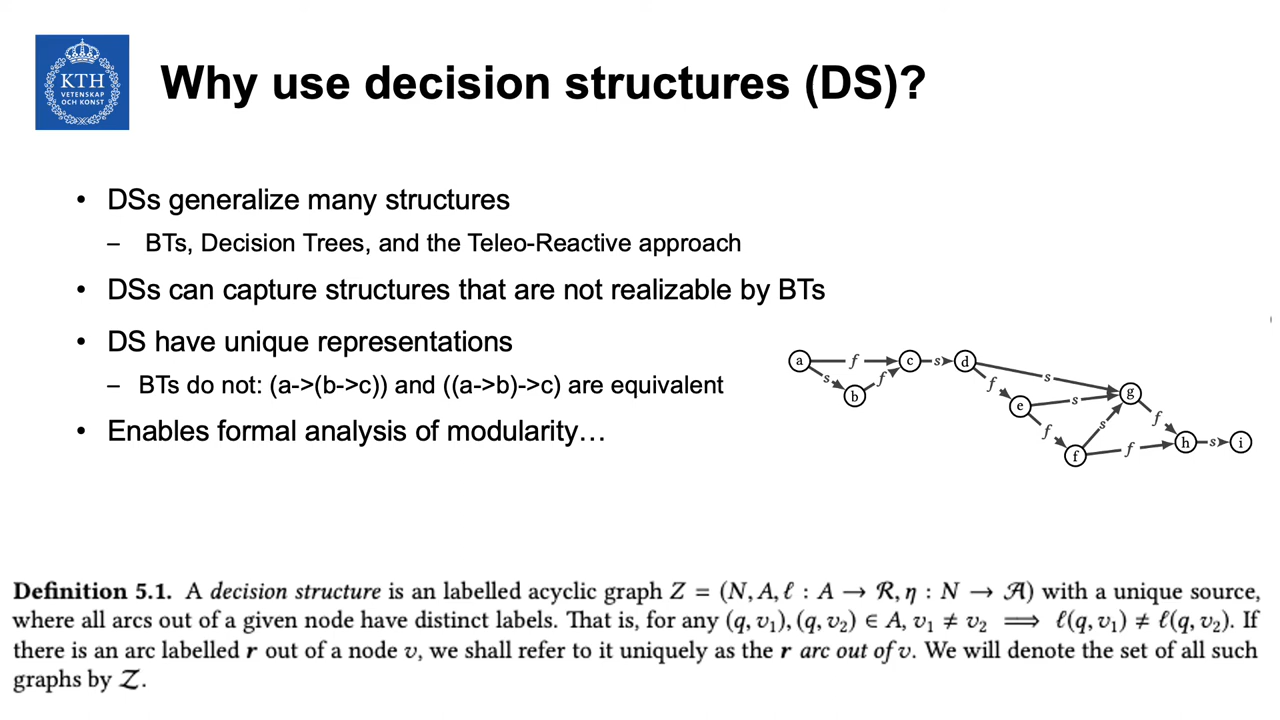 KTH
VETENSKAP
OCH KONST
Why use decision structures (DS)?
• DSs generalize many structures
– BTs, Decision Trees, and the Teleo-Reactive approach
• DSs can capture structures that are not realizable by BTs
• DS have unique representations
– BTs do not: (a->(b->c)) and ((a->b)->c) are equivalent
• Enables formal analysis of modularity…
a f c s d s g
s b f f e s f
f s f f h s i
Definition 5.1. A decision structure is an labelled acyclic graph Z = (N, A, ℓ : A → R, η : N → 𝒜) with a unique source,
where all arcs out of a given node have distinct labels. That is, for any (q, v₁), (q, v₂) ∈ A, v₁ ≠ v₂ ⟹ ℓ(q, v₁) ≠ ℓ(q, v₂). If
there is an arc labelled r out of a node v, we shall refer to it uniquely as the r arc out of v. We will denote the set of all such
graphs by Z.